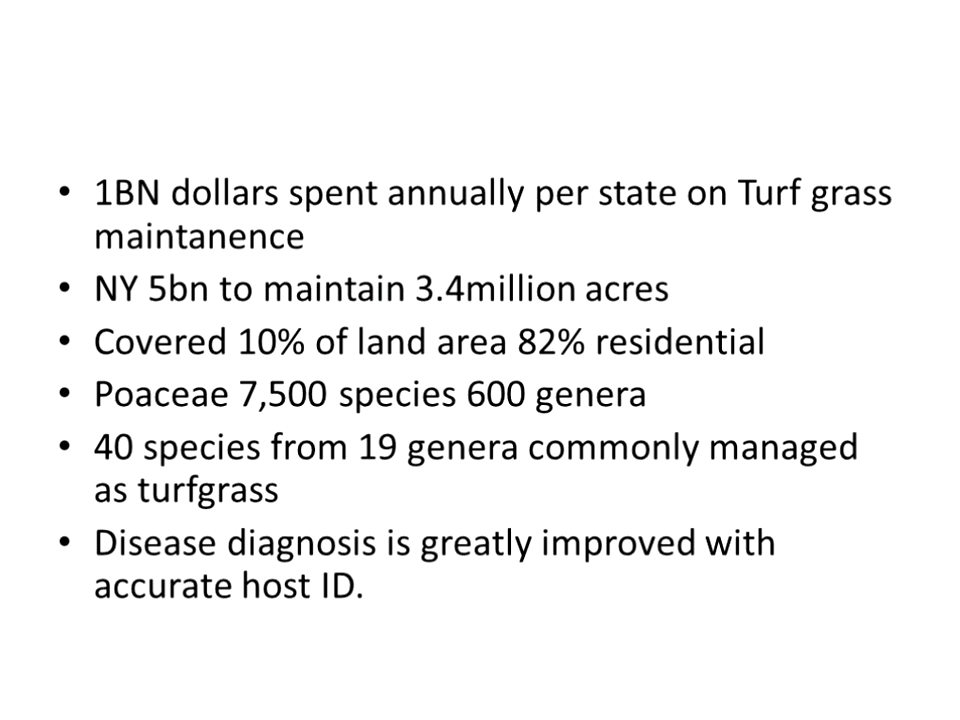 • 1BN dollars spent annually per state on Turf grass
maintanence
• NY 5bn to maintain 3.4million acres
• Covered 10% of land area 82% residential
• Poaceae 7,500 species 600 genera
• 40 species from 19 genera commonly managed
as turfgrass
• Disease diagnosis is greatly improved with
accurate host ID.